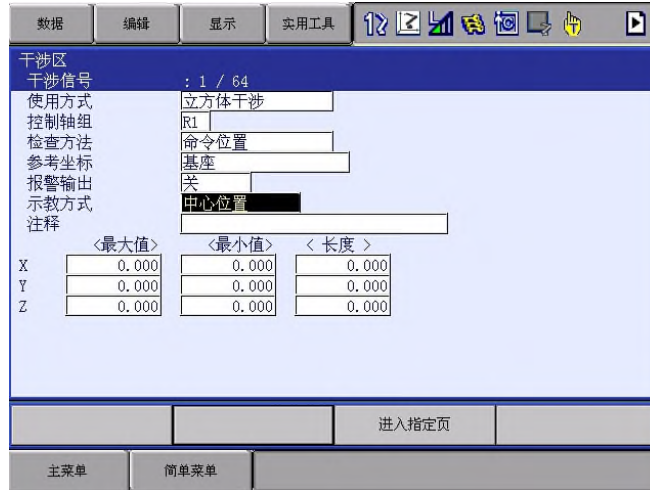 数据 编辑 显示 实用工具
干涉区
干涉信号 : 1 / 64
使用方式 立方体干涉
控制轴组 R1
检查方法 命令位置
参考坐标 基座
报警输出 关
示教方式 中心位置
注释
<最大值> <最小值> < 长度 >
X 0.000 0.000 0.000
Y 0.000 0.000 0.000
Z 0.000 0.000 0.000
进入指定页
主菜单 简单菜单